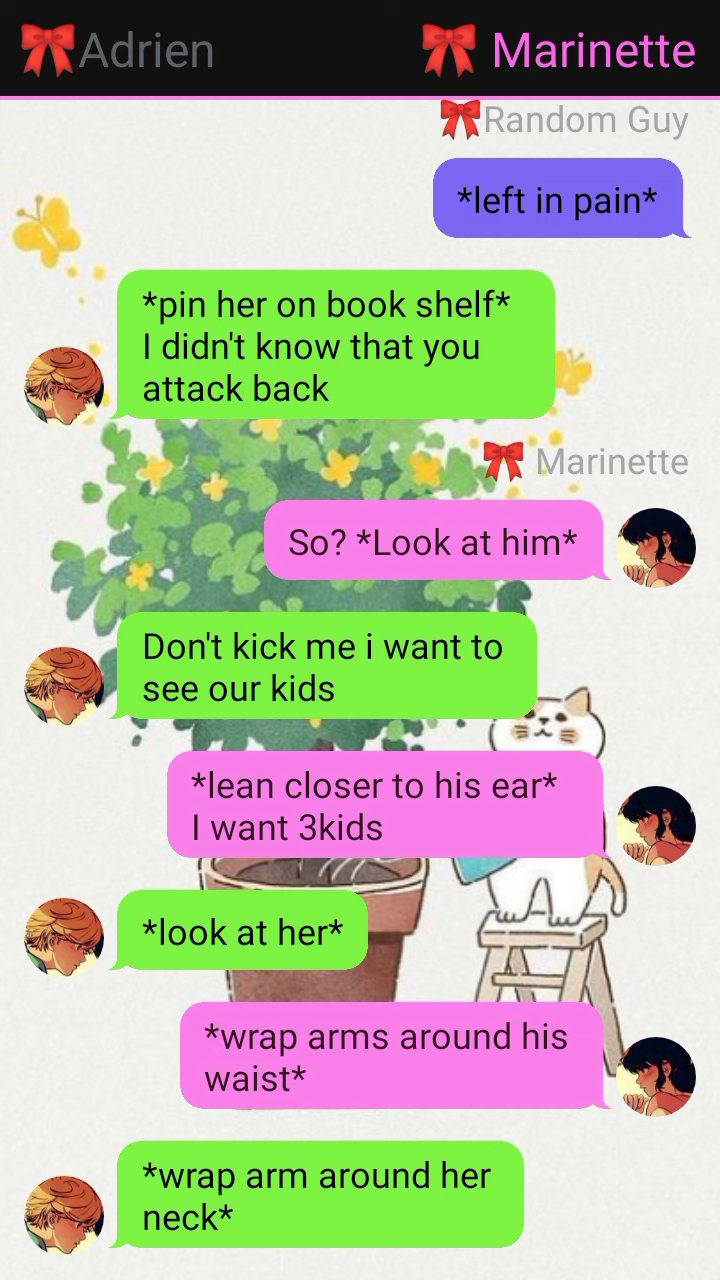 Adrien
Marinette
Random Guy
*left in pain*
*pin her on book shelf*
I didn't know that you
attack back
Marinette
So? *Look at him*
Don't kick me i want to
see our kids
*lean closer to his ear*
I want 3kids
*look at her*
*wrap arms around his
waist*
*wrap arm around her
neck*